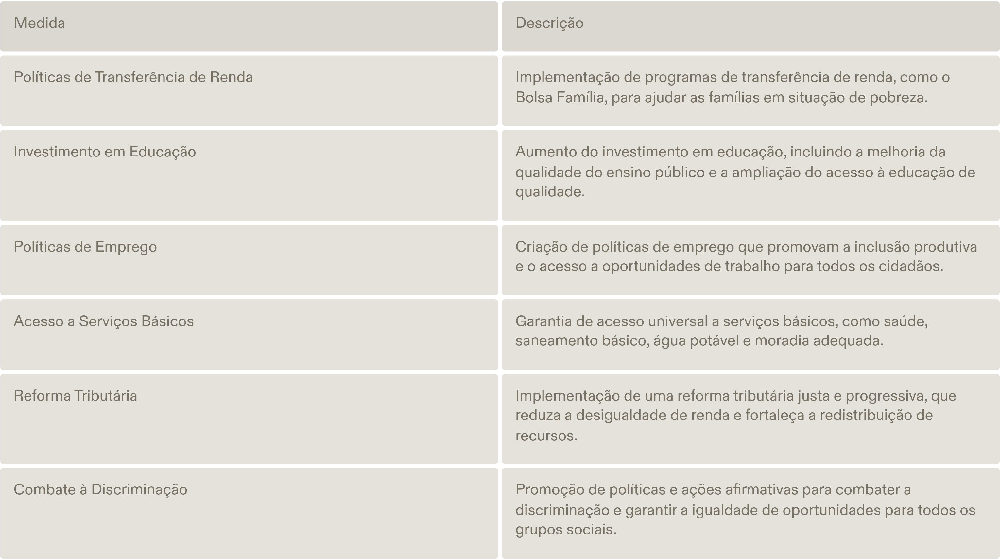 Medida
Descrição
Políticas de Transferência de Renda
Implementação de programas de transferência de renda, como o
Bolsa Família, para ajudar as famílias em situação de pobreza.
Investimento em Educação
Aumento do investimento em educação, incluindo a melhoria da
qualidade do ensino público e a ampliação do acesso à educação de
qualidade.
Políticas de Emprego
Criação de políticas de emprego que promovam a inclusão produtiva
e o acesso a oportunidades de trabalho para todos os cidadãos.
Acesso a Serviços Básicos
Garantia de acesso universal a serviços básicos, como saúde,
saneamento básico, água potável e moradia adequada.
Reforma Tributária
Implementação de uma reforma tributária justa e progressiva, que
reduza a desigualdade de renda e fortaleça a redistribuição de
recursos.
Combate à Discriminação
Promoção de políticas e ações afirmativas para combater a
discriminação e garantir a igualdade de oportunidades para todos os
grupos sociais.